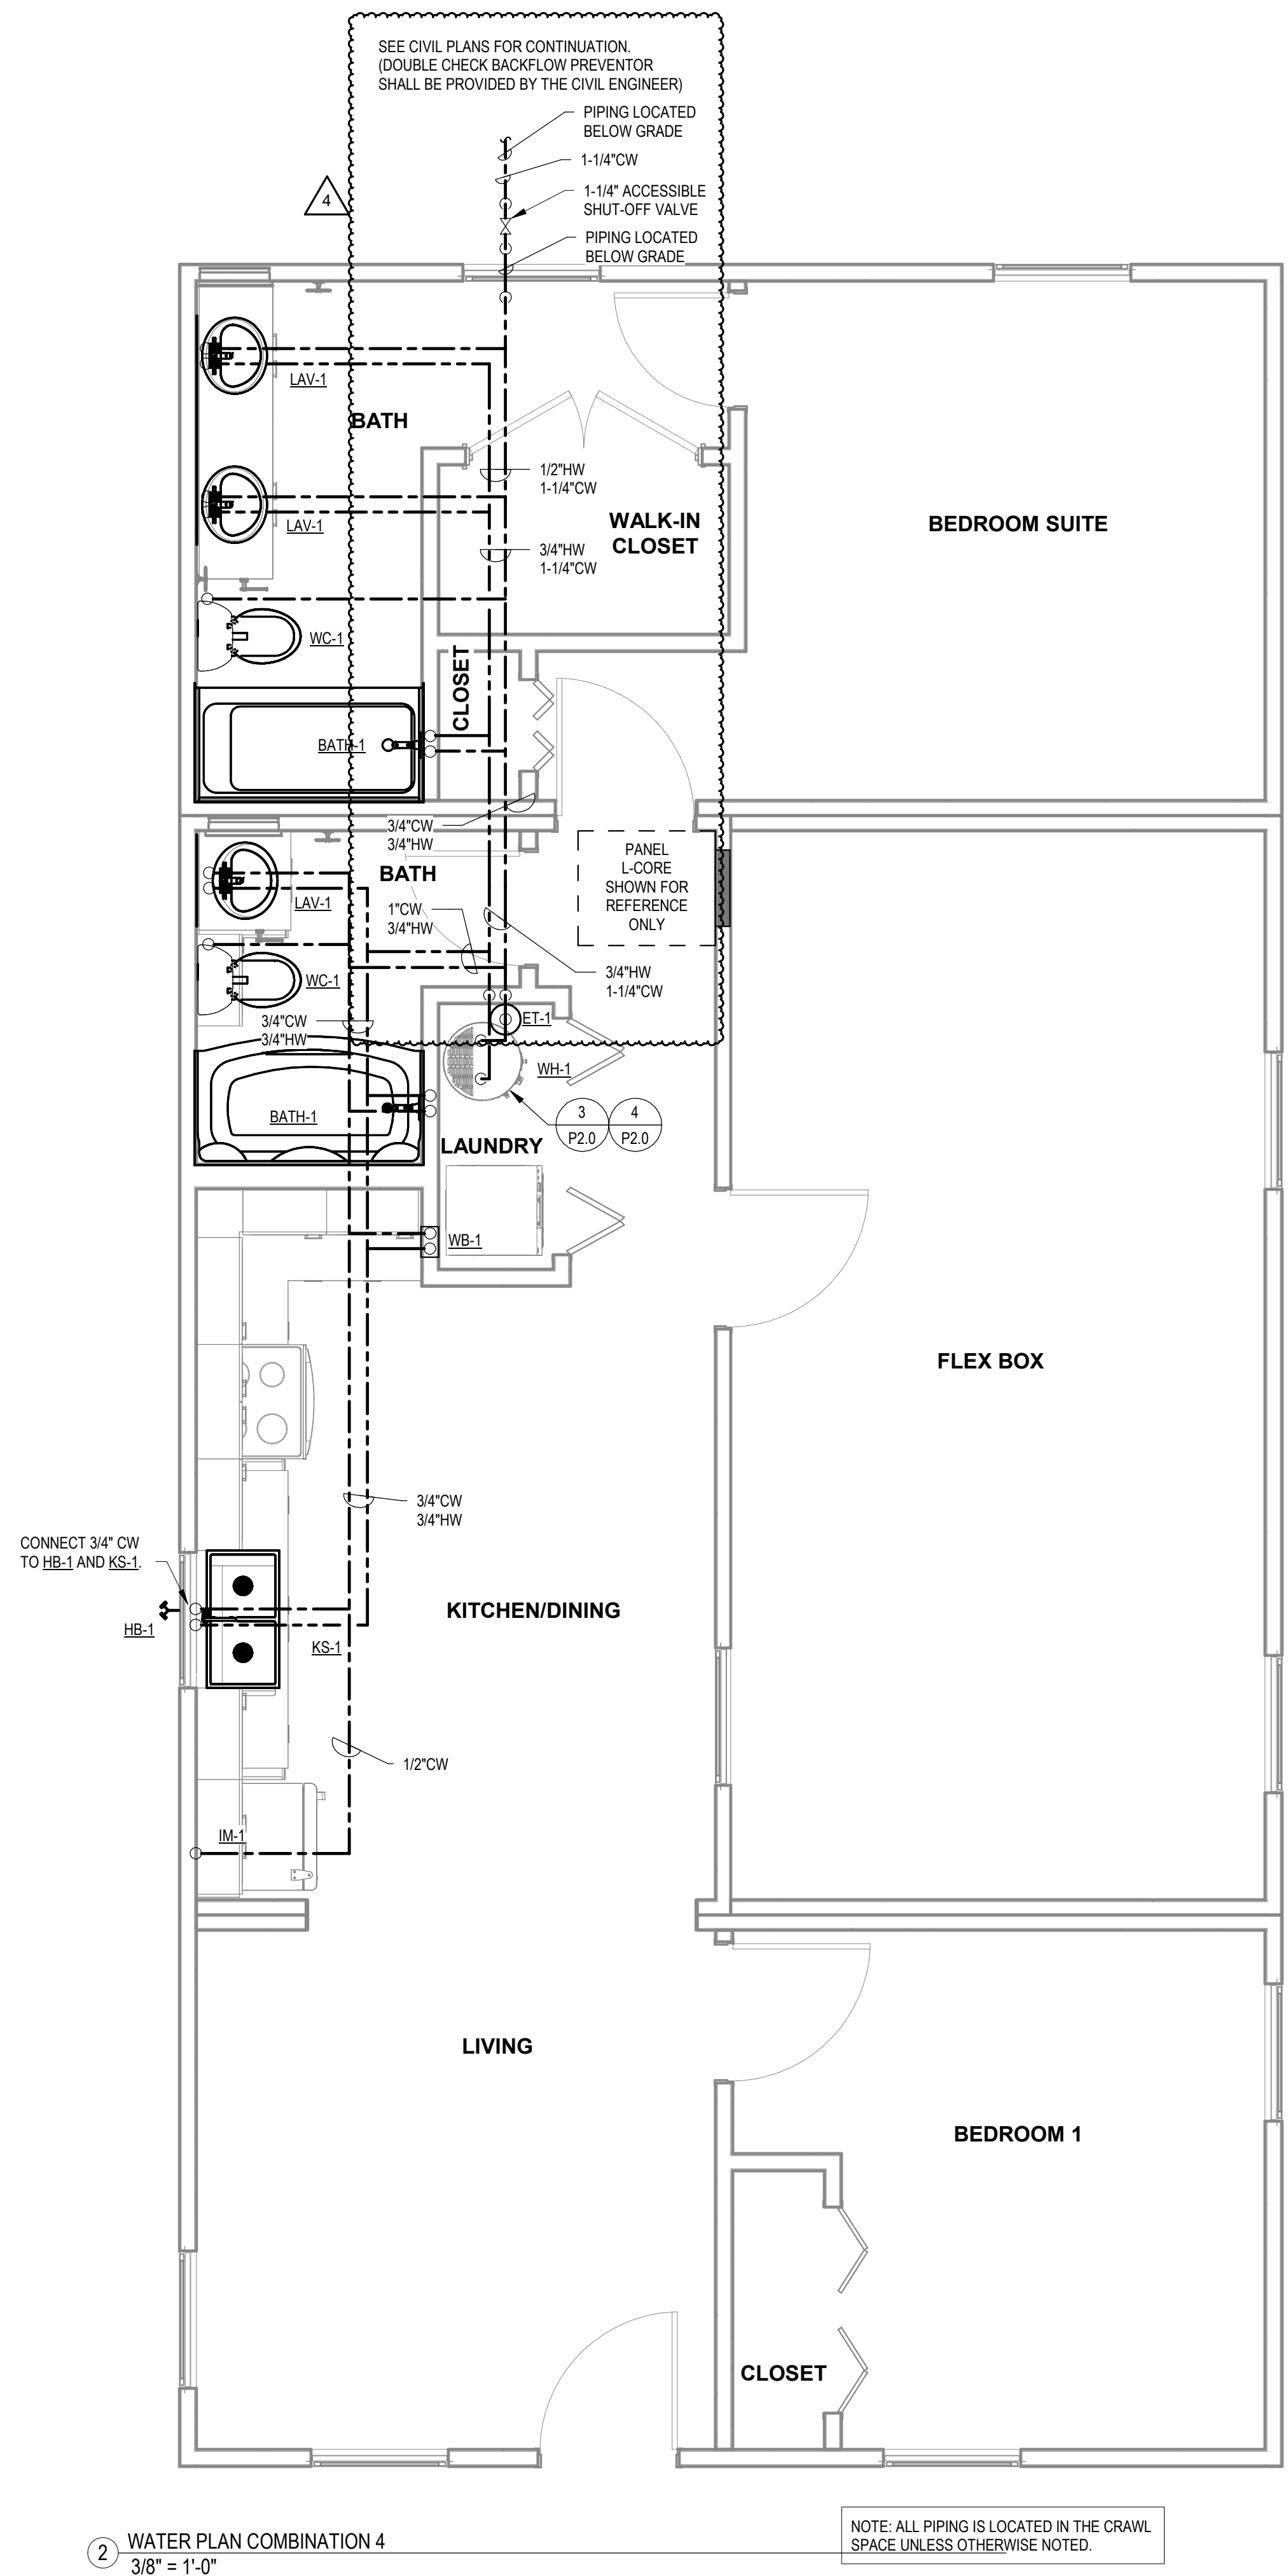 SEE CIVIL PLANS FOR CONTINUATION.
(DOUBLE CHECK BACKFLOW PREVENTOR
SHALL BE PROVIDED BY THE CIVIL ENGINEER)
PIPING LOCATED
BELOW GRADE
1-1/4"CW
1-1/4" ACCESSIBLE
SHUT-OFF VALVE
4
PIPING LOCATED
BELOW GRADE
LAV-1
BATH
1/2"HW
1-1/4"CW
LAV-1
WALK-IN
CLOSET
BEDROOM SUITE
3/4"HW
1-1/4"CW
WC-1
CLOSET
BATH-1
3/4"CW
3/4"HW
BATH
PANEL
L-CORE
SHOWN FOR
REFERENCE
ONLY
LAV-1
1"CW
3/4"HW
WC-1
3/4"HW
1-1/4"CW
3/4"CW
3/4"HW
ET-1
WH-1
BATH-1
3
P2.0
4
P2.0
LAUNDRY
WB-1
FLEX BOX
3/4"CW
3/4"HW
CONNECT 3/4" CW
TO HB-1 AND KS-1.
HB-1
KS-1
KITCHEN/DINING
1/2"CW
IM-1
LIVING
BEDROOM 1
CLOSET
2
WATER PLAN COMBINATION 4
3/8" = 1'-0"
NOTE: ALL PIPING IS LOCATED IN THE CRAWL
SPACE UNLESS OTHERWISE NOTED.